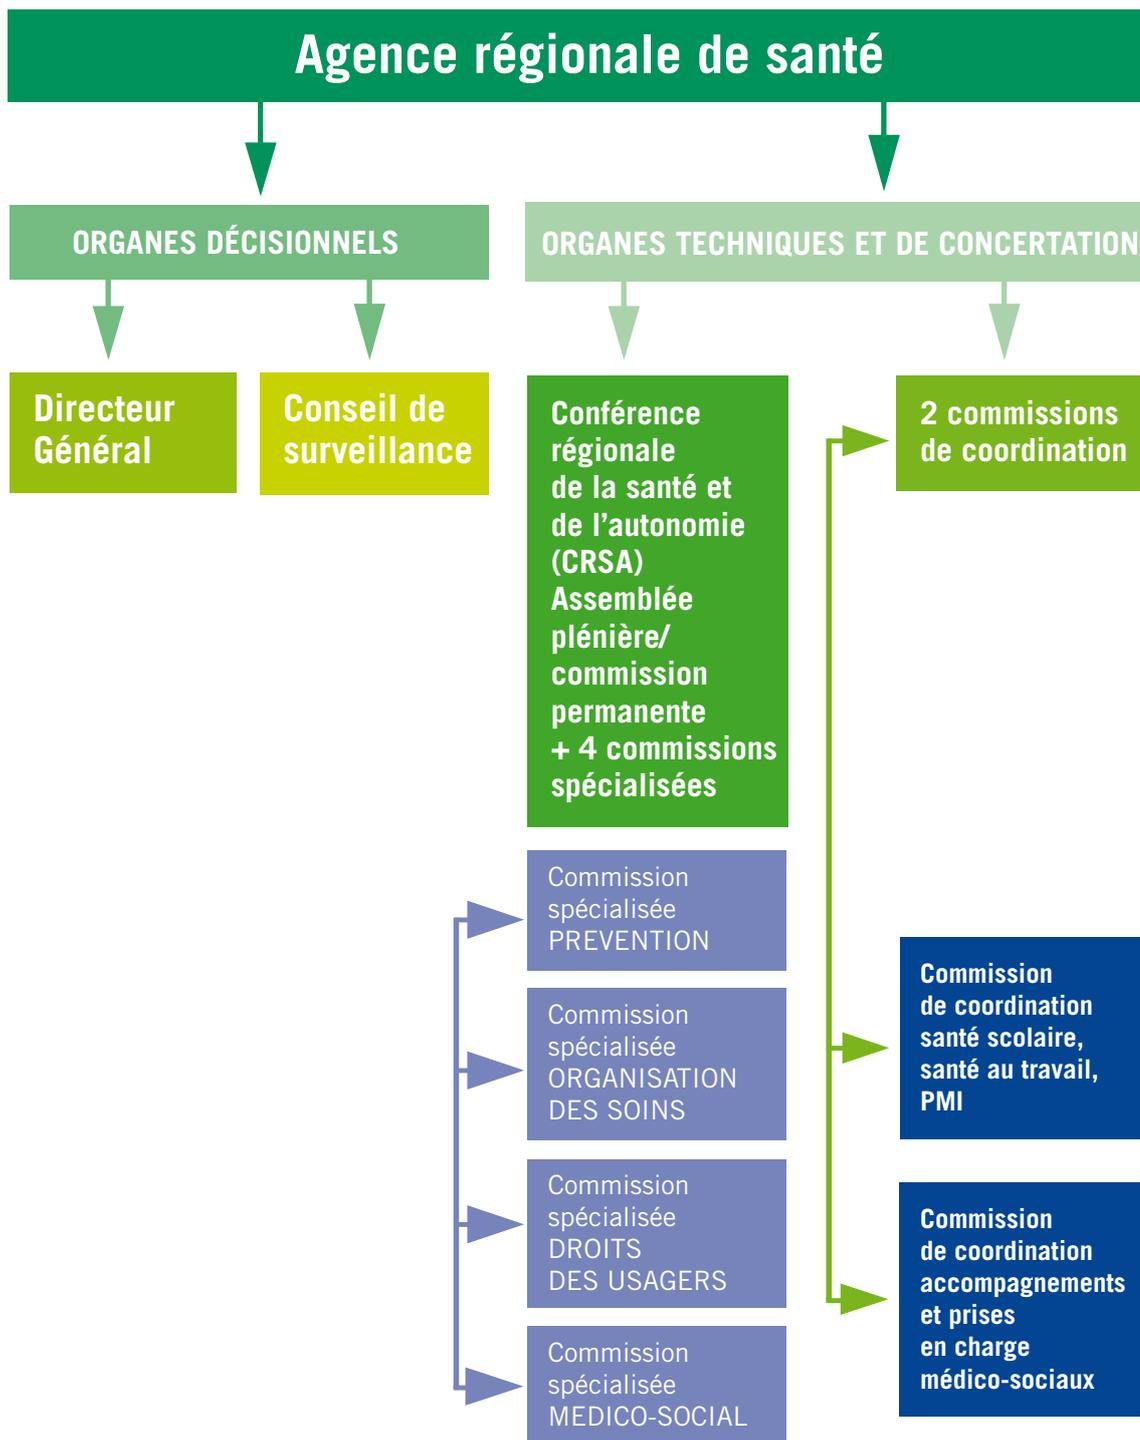 Agence régionale de santé
ORGANES DÉCISIONNELS
ORGANES TECHNIQUES ET DE CONCERTATION
Directeur
Général
Conseil de
surveillance
Conférence
régionale
de la santé et
de l’autonomie
(CRSA)
Assemblée
plénière/
commission
permanente
+ 4 commissions
spécialisées
2 commissions
de coordination
Commission
spécialisée
PREVENTION
Commission
spécialisée
ORGANISATION
DES SOINS
Commission
spécialisée
DROITS
DES USAGERS
Commission
spécialisée
MEDICO-SOCIAL
Commission
de coordination
santé scolaire,
santé au travail,
PMI
Commission
de coordination
accompagnements
et prises
en charge
médico-sociaux